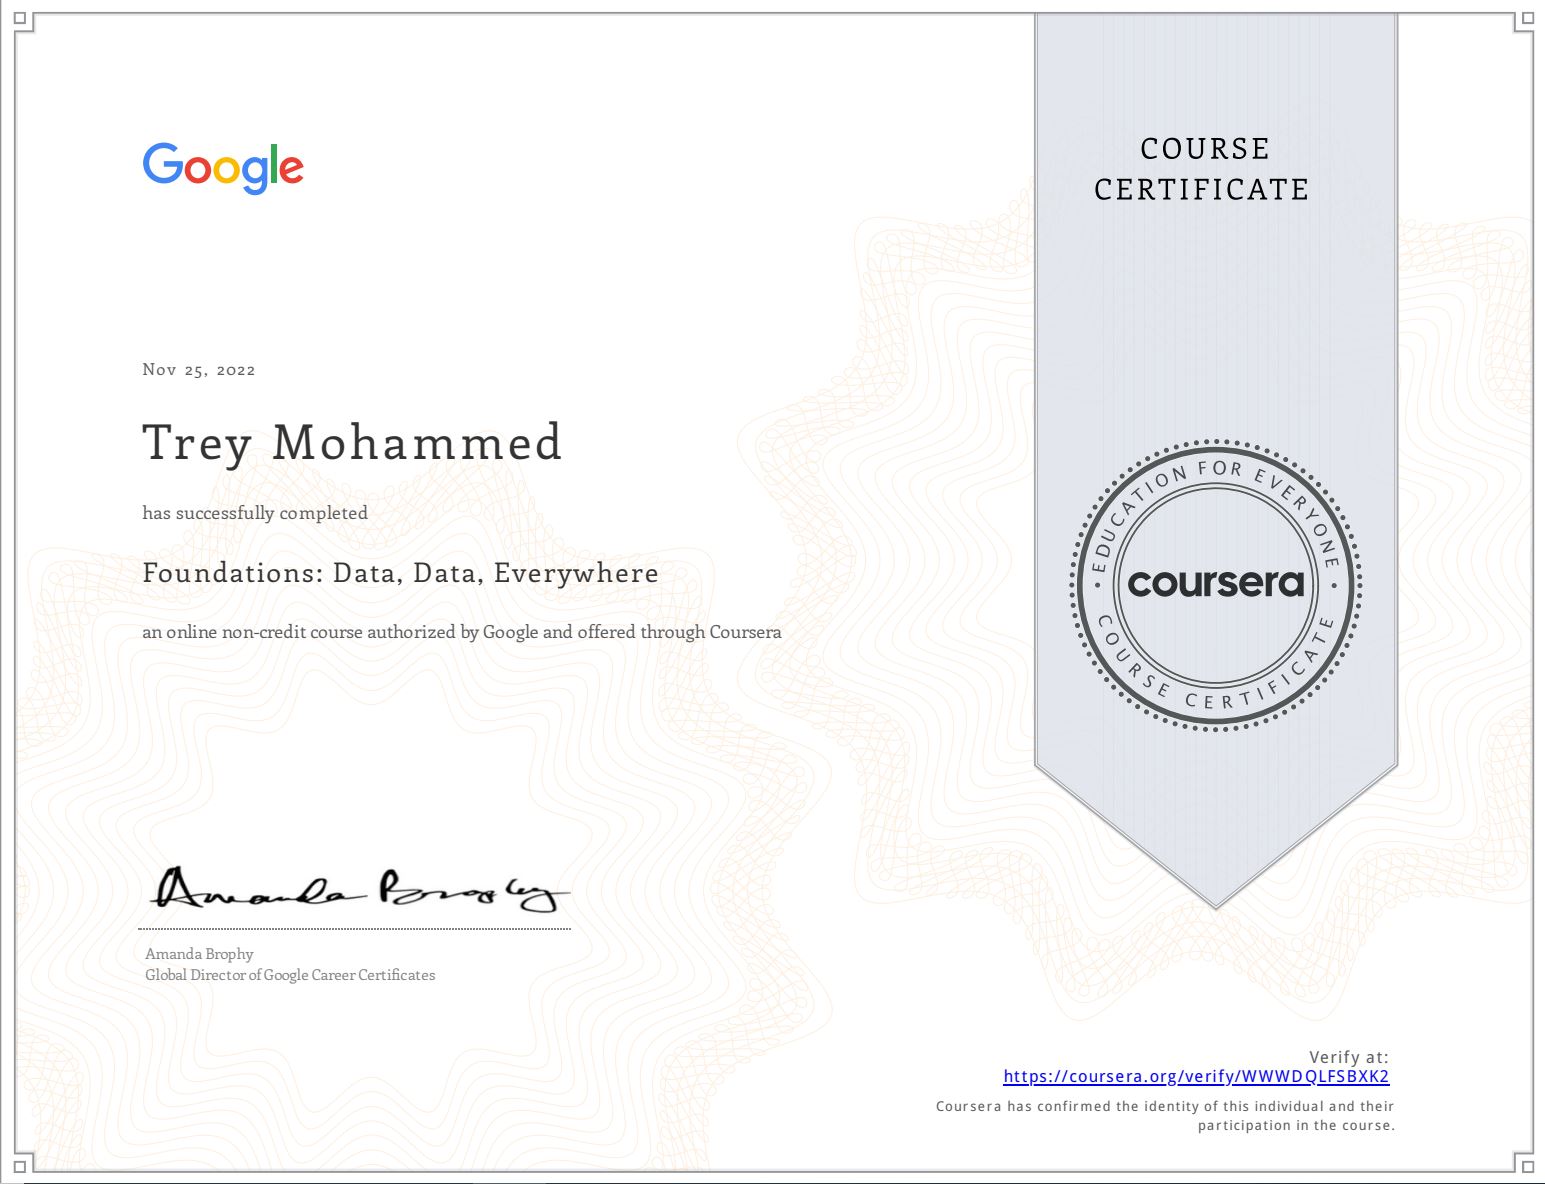 Google
COURSE
CERTIFICATE
Nov 25, 2022
Trey Mohammed
has successfully completed
Foundations: Data, Data, Everywhere
an online non-credit course authorized by Google and offered through Coursera
EDUCATION FOR EVERYONE
coursera
COURSE CERTIFICATE
Amanda Brophy
Amanda Brophy
Global Director of Google Career Certificates
Verify at:
https://coursera.org/verify/WWWDQLFSBXK2
Coursera has confirmed the identity of this individual and their
participation in the course.